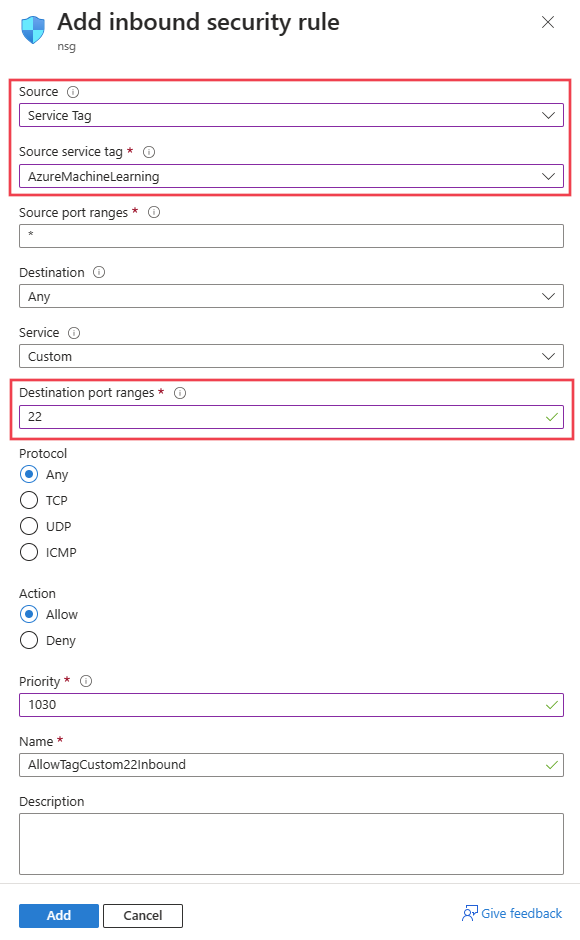 Add inbound security rule
nsg
Source
Service Tag
Source service tag *
AzureMachineLearning
Source port ranges *
*
Destination
Any
Service
Custom
Destination port ranges *
22
Protocol
Any
TCP
UDP
ICMP
Action
Allow
Deny
Priority *
1030
Name *
AllowTagCustom22Inbound
Description
Add Cancel Give feedback